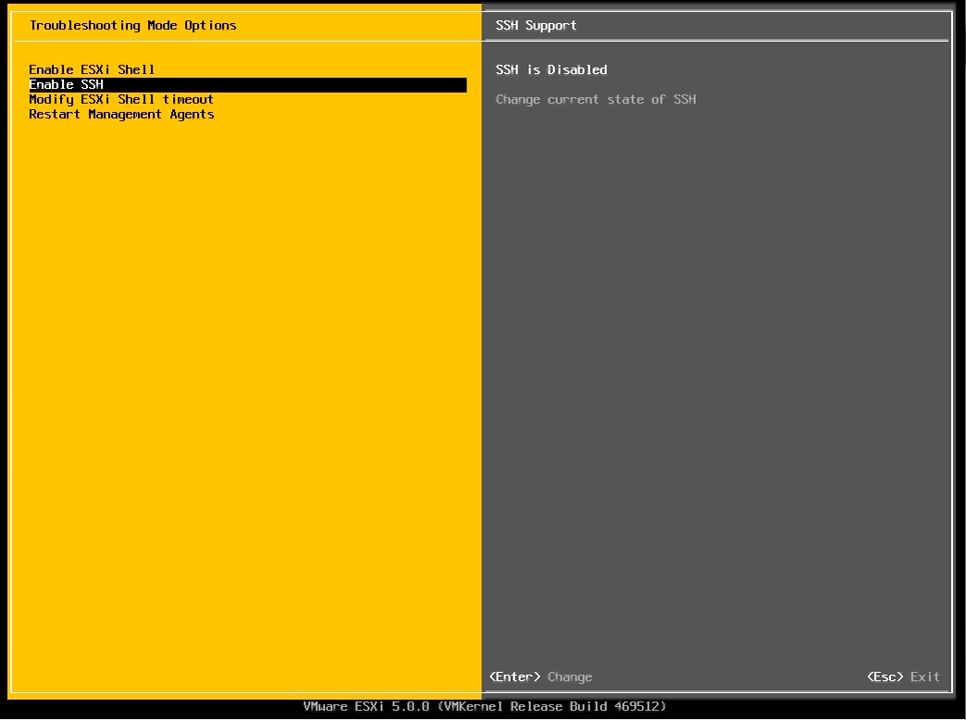 Troubleshooting Mode Options
Enable ESXi Shell
Enable SSH
Modify ESXi Shell timeout
Restart Management Agents
SSH Support
SSH is Disabled
Change current state of SSH
<Enter> Change
<Esc> Exit
VMware ESXi 5.0.0 (VMKernel Release Build 469512)